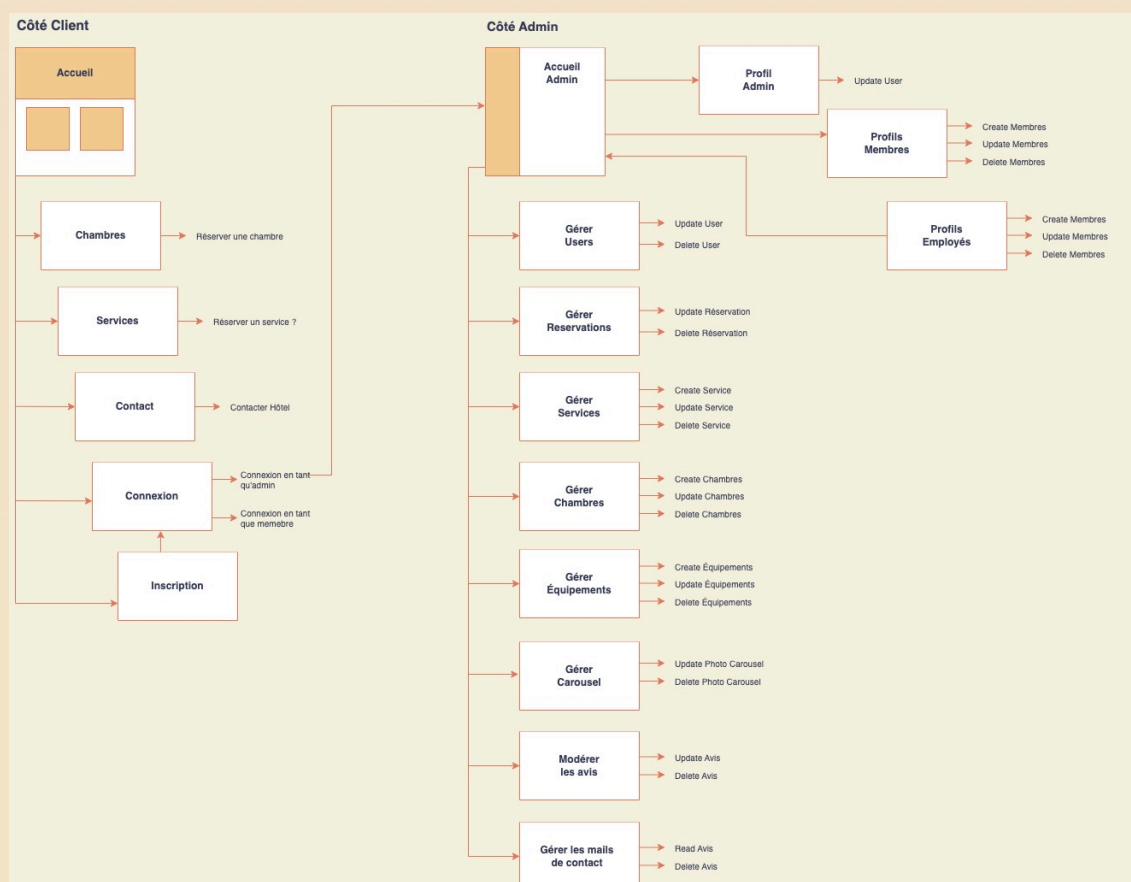 Côté Client
Accueil
Chambres
Réserver une chambre
Services
Réserver un service ?
Contact
Contacter Hôtel
Connexion
Connexion en tant
qu'admin
Connexion en tant
que memebre
Inscription
Côté Admin
Accueil
Admin
Profil
Admin
Update User
Profils
Membres
Create Membres
Update Membres
Delete Membres
Profils
Employés
Create Membres
Update Membres
Delete Membres
Gérer
Users
Update User
Delete User
Gérer
Reservations
Update Réservation
Delete Réservation
Gérer
Services
Create Service
Update Service
Delete Service
Gérer
Chambres
Create Chambres
Update Chambres
Delete Chambres
Gérer
Équipements
Create Équipements
Update Équipements
Delete Équipements
Gérer
Carousel
Update Photo Carousel
Delete Photo Carousel
Modérer
les avis
Update Avis
Delete Avis
Gérer les mails
de contact
Read Avis
Delete Avis